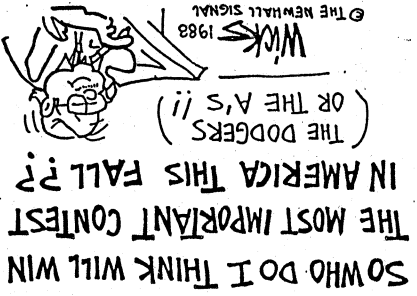 SO WHO DO I THINK WILL WIN
THE MOST IMPORTANT CONTEST
IN AMERICA THIS FALL??
(THE DODGERS
OR THE A'S !!)
WICKS
1988
© THE NEWHALL SIGNAL